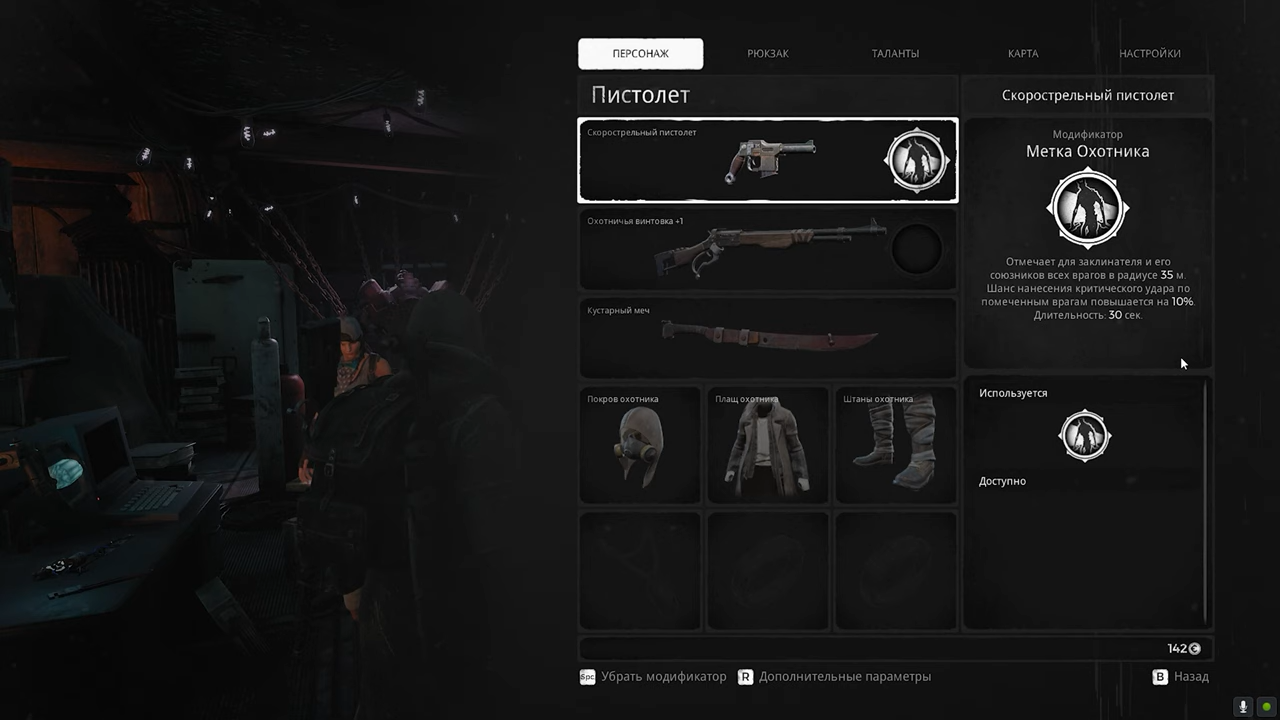 ПЕРСОНАЖ
РЮКЗАК
ТАЛАНТЫ
КАРТА
НАСТРОЙКИ
Пистолет
Скорострельный пистолет
Скорострельный пистолет
Модификатор
Метка Охотника
Отмечает для заклинателя и его
союзников всех врагов в радиусе 35 м.
Шанс нанесения критического удара по
помеченным врагам повышается на 10%.
Длительность: 30 сек.
Охотничья винтовка +1
Кустарный меч
Покров охотника
Плащ охотника
Штаны охотника
Используется
Доступно
142
Брс. Убрать модификатор
R Дополнительные параметры
B Назад